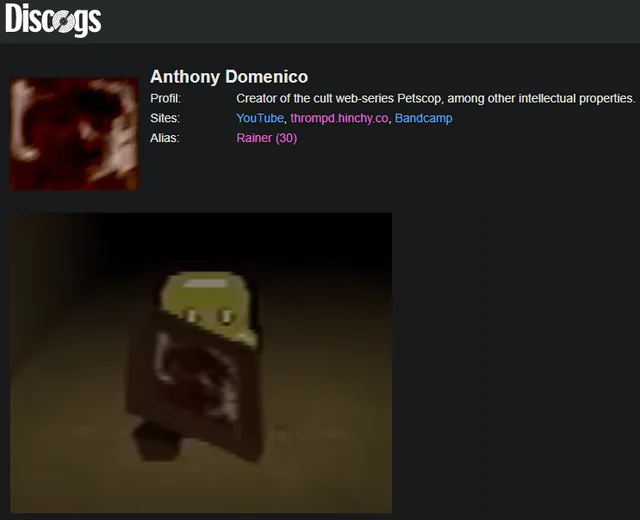 Discogs
Anthony Domenico
Profil: Creator of the cult web-series Petscop, among other intellectual properties.
Sites: YouTube, thrompd.hinchy.co, Bandcamp
Alias: Rainer (30)